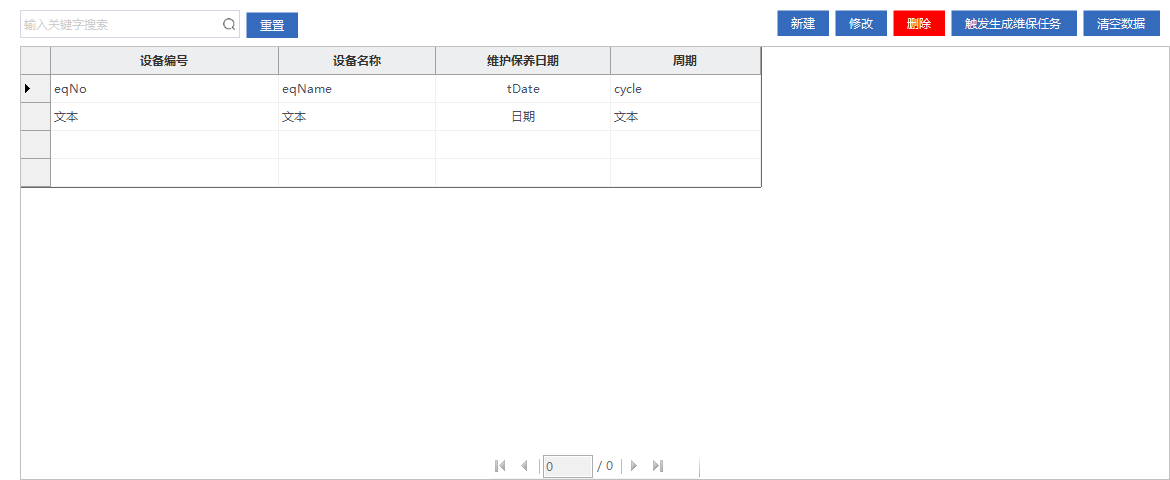 输入关键字搜索 重置 新建 修改 删除 触发生成维保任务 清空数据
设备编号 设备名称 维护保养日期 周期
eqNo eqName tDate cycle
文本 文本 日期 文本
0 / 0